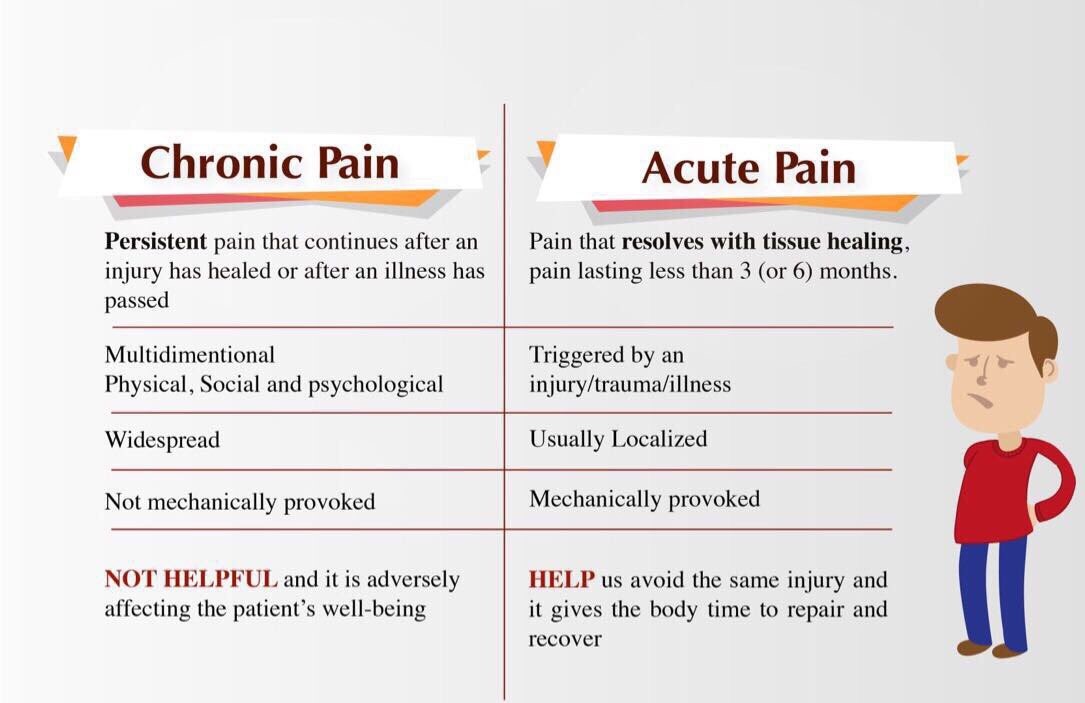 Chronic Pain
Persistent pain that continues after an
injury has healed or after an illness has
passed
Multidimentional
Physical, Social and psychological
Widespread
Not mechanically provoked
NOT HELPFUL and it is adversely
affecting the patient's well-being
Acute Pain
Pain that resolves with tissue healing,
pain lasting less than 3 (or 6) months.
Triggered by an
injury/trauma/illness
Usually Localized
Mechanically provoked
HELP us avoid the same injury and
it gives the body time to repair and
recover